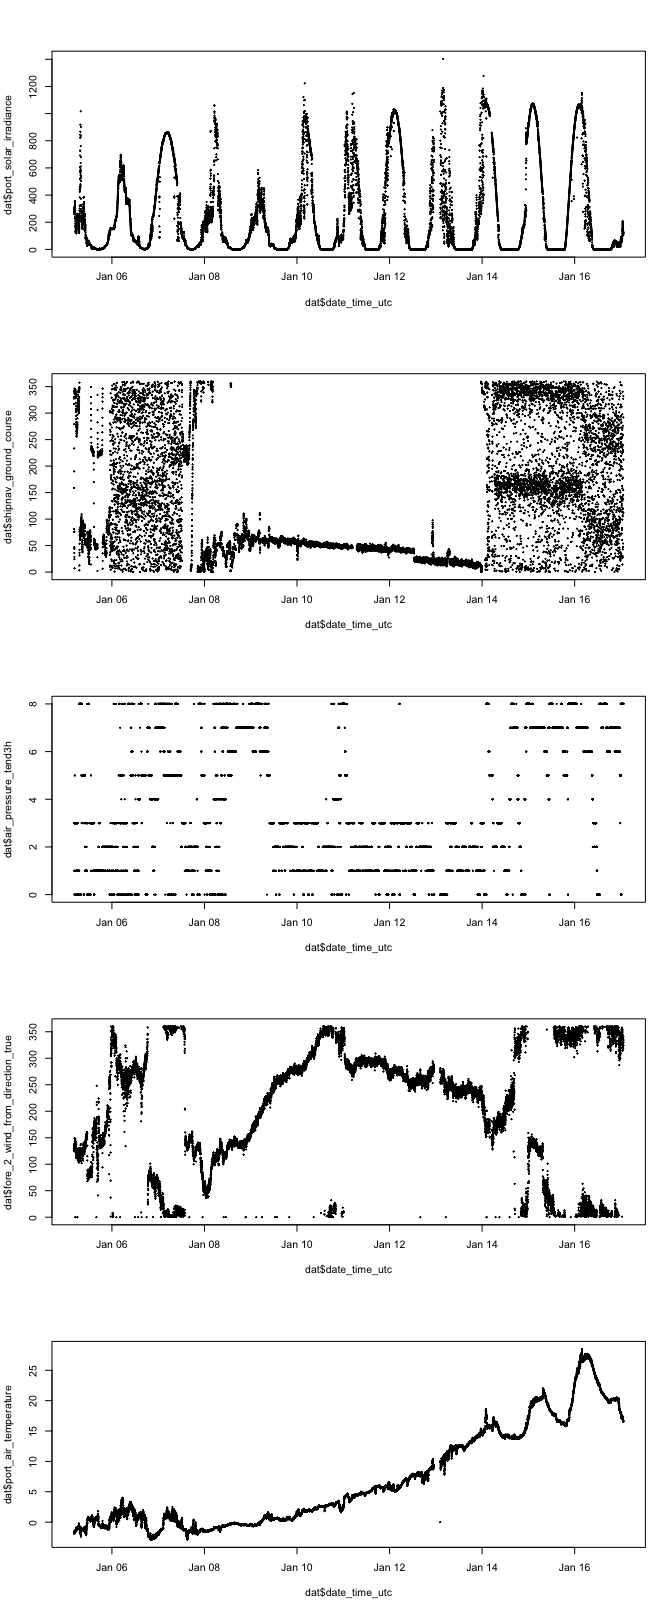 dat$port_solar_irradiance
0 200 400 600 800 1200
Jan 06 Jan 08 Jan 10 Jan 12 Jan 14 Jan 16
dat$date_time_utc
dat$shipnav_ground_course
0 50 100 150 200 250 300 350
Jan 06 Jan 08 Jan 10 Jan 12 Jan 14 Jan 16
dat$date_time_utc
dat$air_pressure_tend3h
0 2 4 6 8
Jan 06 Jan 08 Jan 10 Jan 12 Jan 14 Jan 16
dat$date_time_utc
dat$fore_2_wind_from_direction_true
0 50 100 150 200 250 300 350
Jan 06 Jan 08 Jan 10 Jan 12 Jan 14 Jan 16
dat$date_time_utc
dat$port_air_temperature
0 5 10 15 20 25
Jan 06 Jan 08 Jan 10 Jan 12 Jan 14 Jan 16
dat$date_time_utc